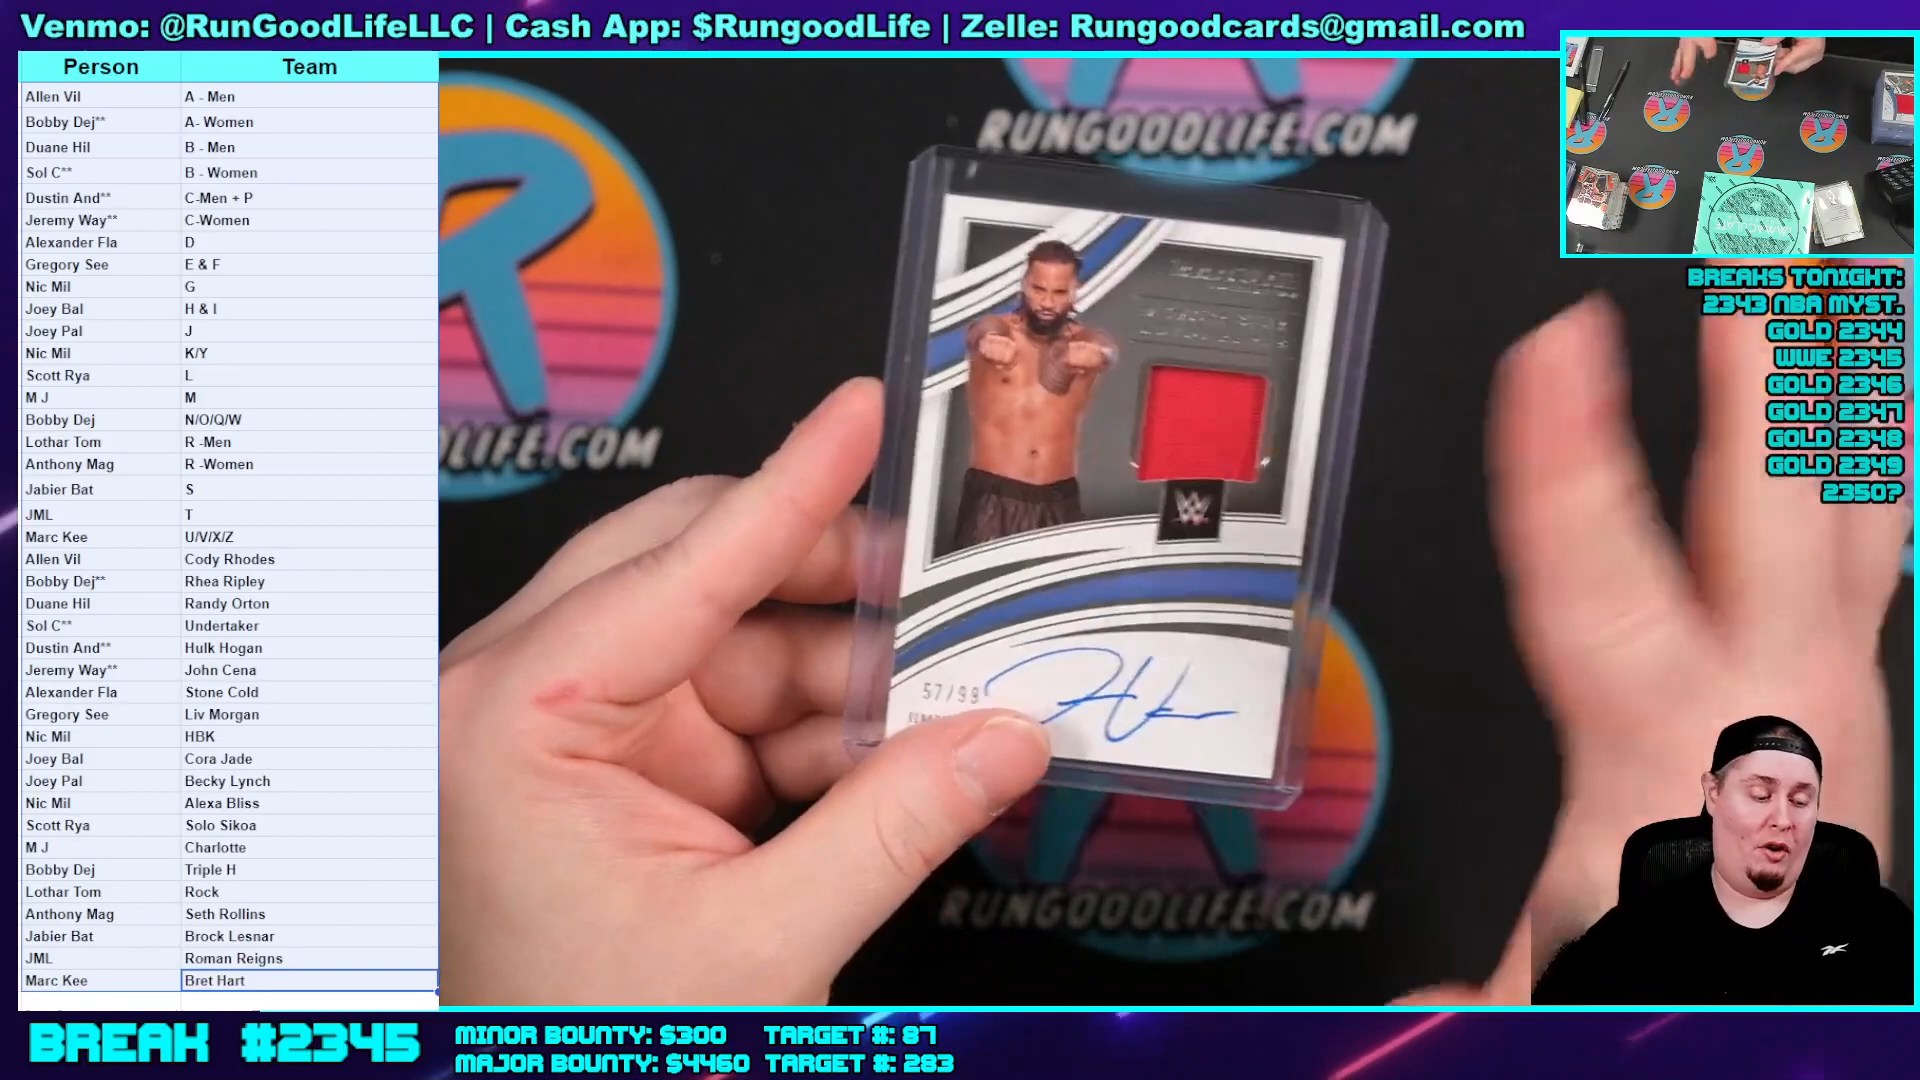 Venmo: @RunGoodLifeLLC | Cash App: $RungoodLife | Zelle: Rungoodcards@gmail.com
Person Team
Allen Vil A - Men
Bobby Dej** A- Women
Duane Hil B - Men
Sol C** B - Women
Dustin And** C-Men + P
Jeremy Way** C-Women
Alexander Fla D
Gregory See E & F
Nic Mil G
Joey Bal H & I
Joey Pal J
Nic Mil K/Y
Scott Rya L
M J M
Bobby Dej N/O/Q/W
Lothar Tom R -Men
Anthony Mag R -Women
Jabier Bat S
JML T
Marc Kee U/V/X/Z
Allen Vil Cody Rhodes
Bobby Dej** Rhea Ripley
Duane Hil Randy Orton
Sol C** Undertaker
Dustin And** Hulk Hogan
Jeremy Way** John Cena
Alexander Fla Stone Cold
Gregory See Liv Morgan
Nic Mil HBK
Joey Bal Cora Jade
Joey Pal Becky Lynch
Nic Mil Alexa Bliss
Scott Rya Solo Sikoa
M J Charlotte
Bobby Dej Triple H
Lothar Tom Rock
Anthony Mag Seth Rollins
Jabier Bat Brock Lesnar
JML Roman Reigns
Marc Kee Bret Hart
RUNGOODLIFE.COM
LIFE.COM
57/99
RUNGOODLIFE.COM
BREAKS TONIGHT:
2343 NBA MYST.
GOLD 2344
WWE 2345
GOLD 2346
GOLD 2347
GOLD 2348
GOLD 2349
2350?
BREAK #2345
MINOR BOUNTY: $300 TARGET #: 87
MAJOR BOUNTY: $4460 TARGET #: 283